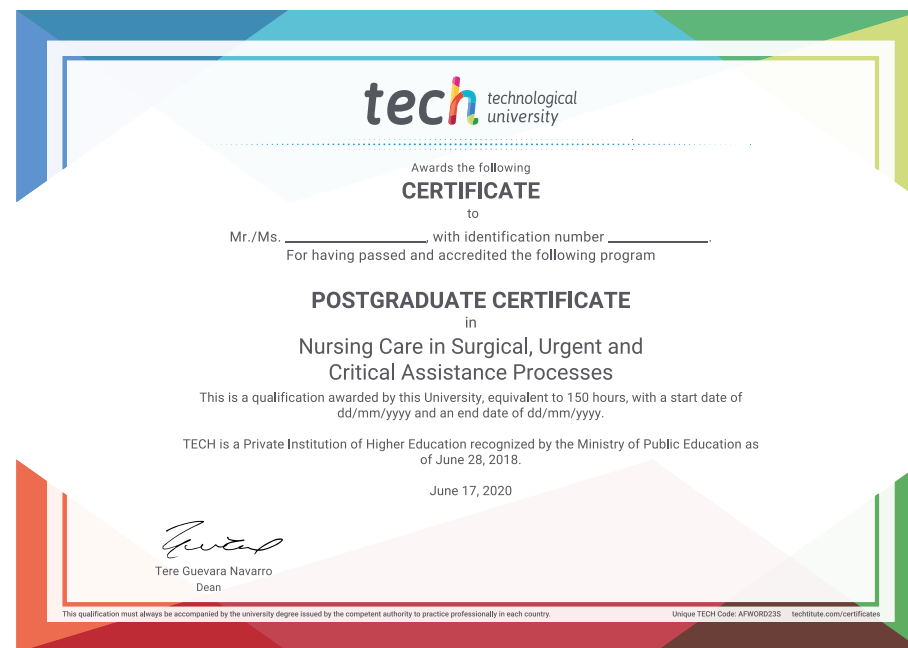 tech technological
university
Awards the following
CERTIFICATE
to
Mr./Ms. ____________________, with identification number ______________.
For having passed and accredited the following program
POSTGRADUATE CERTIFICATE
in
Nursing Care in Surgical, Urgent and
Critical Assistance Processes
This is a qualification awarded by this University, equivalent to 150 hours, with a start date of
dd/mm/yyyy and an end date of dd/mm/yyyy.
TECH is a Private Institution of Higher Education recognized by the Ministry of Public Education as
of June 28, 2018.
June 17, 2020
Tere Guevara Navarro
Dean
This qualification must always be accompanied by the university degree issued by the competent authority to practice professionally in each country. Unique TECH Code: AFWORD23S techtitute.com/certificates